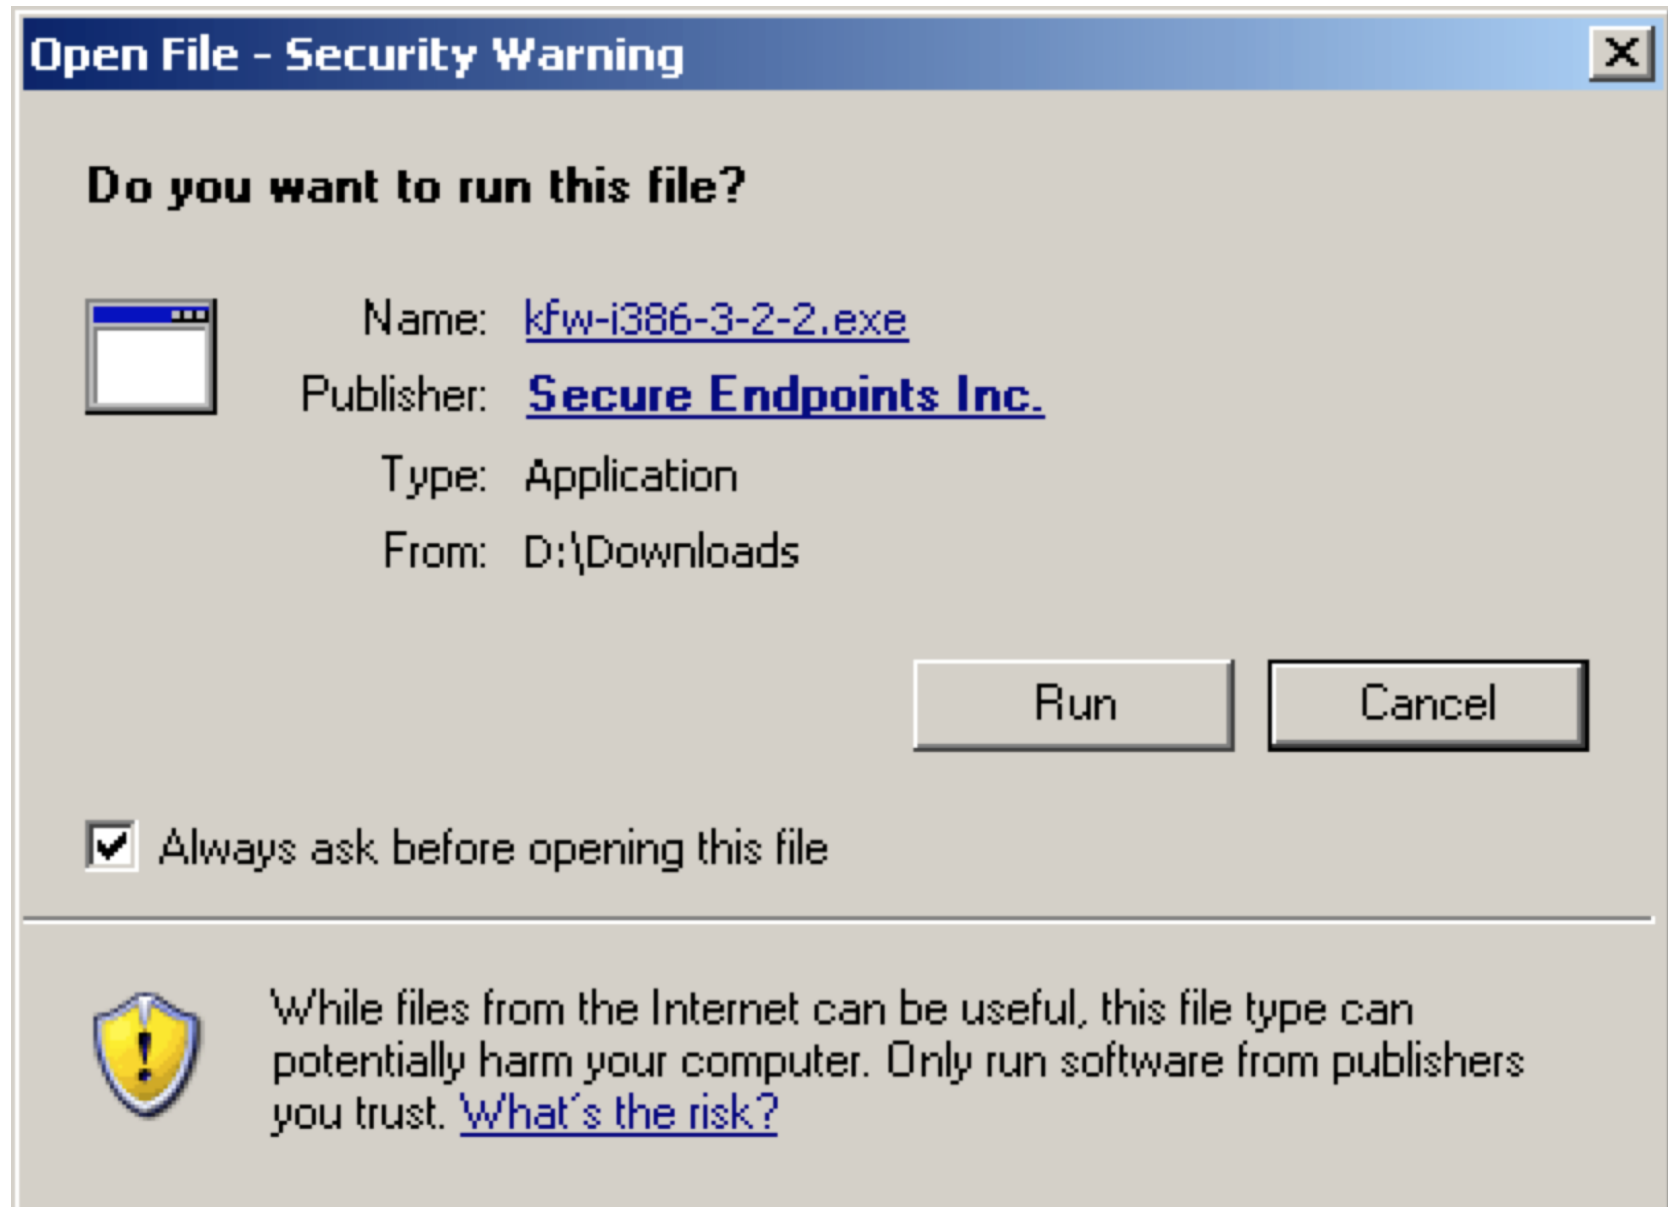 Open File - Security Warning
Do you want to run this file?
Name: kfw-i386-3-2-2.exe
Publisher: Secure Endpoints Inc.
Type: Application
From: D:\Downloads
Run Cancel
Always ask before opening this file
While files from the Internet can be useful, this file type can
potentially harm your computer. Only run software from publishers
you trust. What´s the risk?